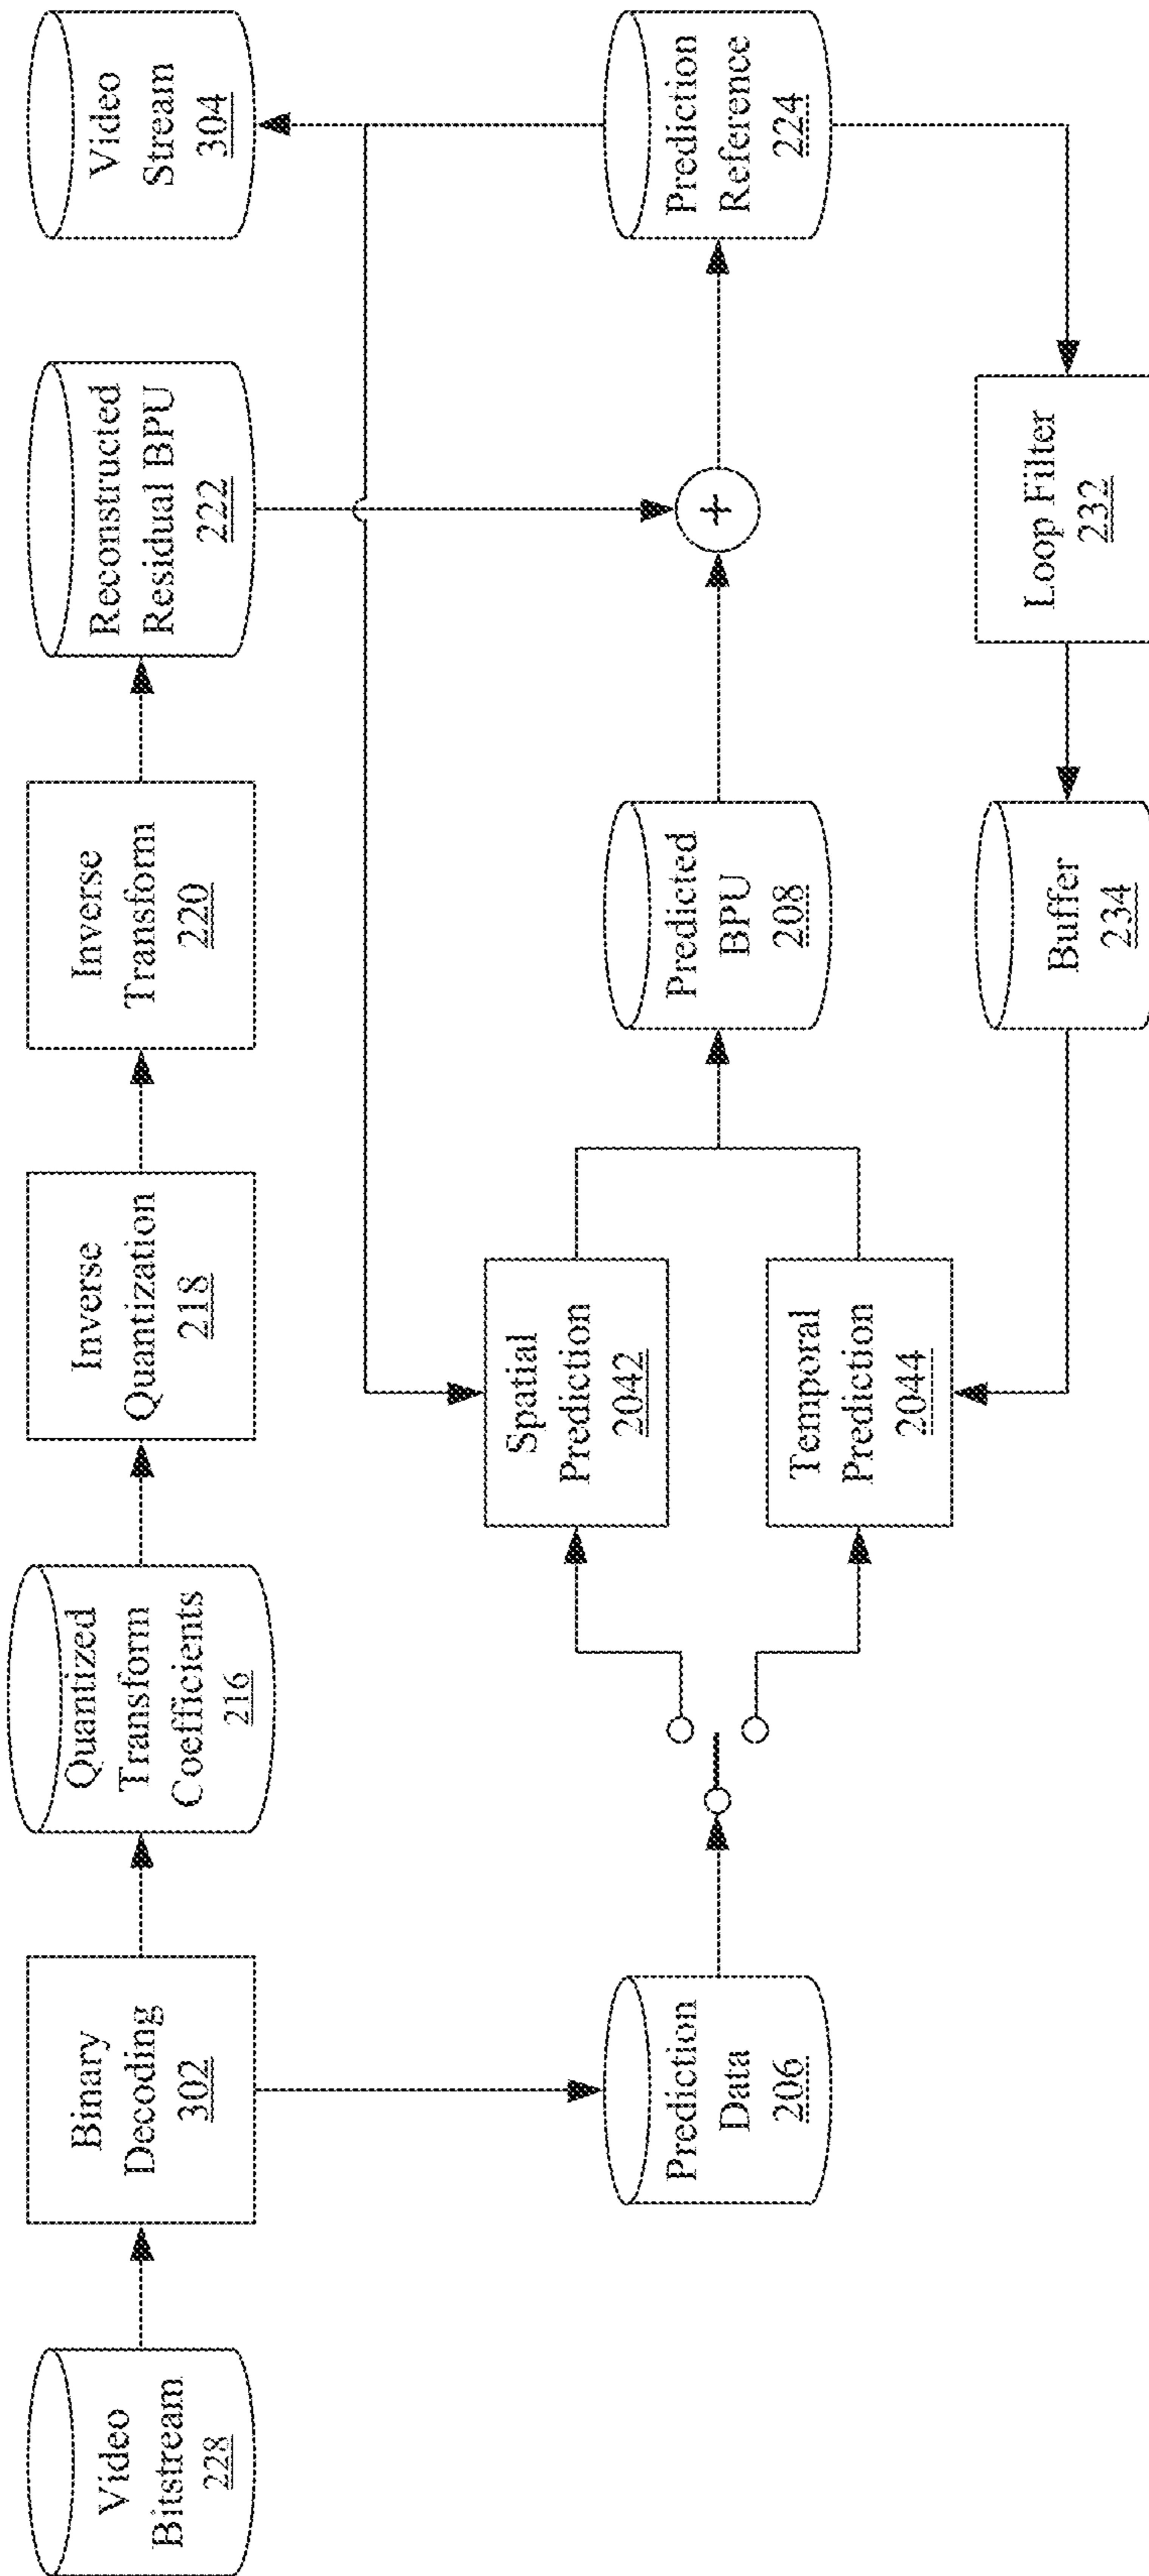 Video
Bitstream
228
Binary
Decoding
302
Quantized
Transform
Coefficients
216
Inverse
Quantization
218
Inverse
Transform
220
Reconstructed
Residual BPU
222
Video
Stream
304
Prediction
Data
206
Spatial
Prediction
2042
Temporal
Prediction
2044
Predicted
BPU
208
+
Prediction
Reference
224
Buffer
234
Loop Filter
232